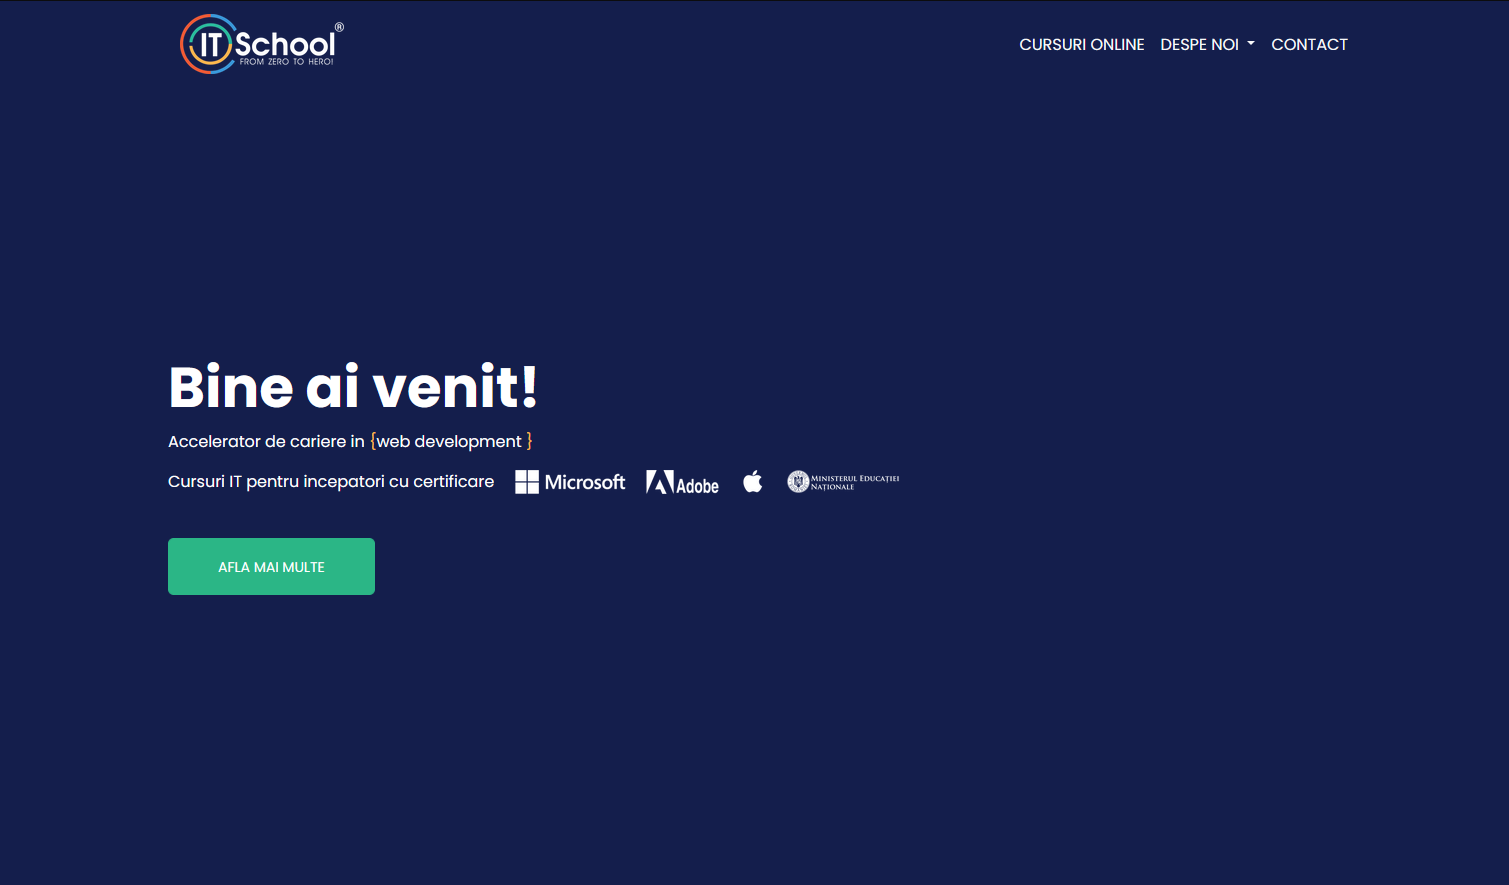 IT School®
FROM ZERO TO HERO!
CURSURI ONLINE DESPE NOI CONTACT
Bine ai venit!
Accelerator de cariere in {web development }
Cursuri IT pentru incepatori cu certificare Microsoft Adobe
MINISTERUL EDUCAȚIEI
NAȚIONALE
AFLA MAI MULTE